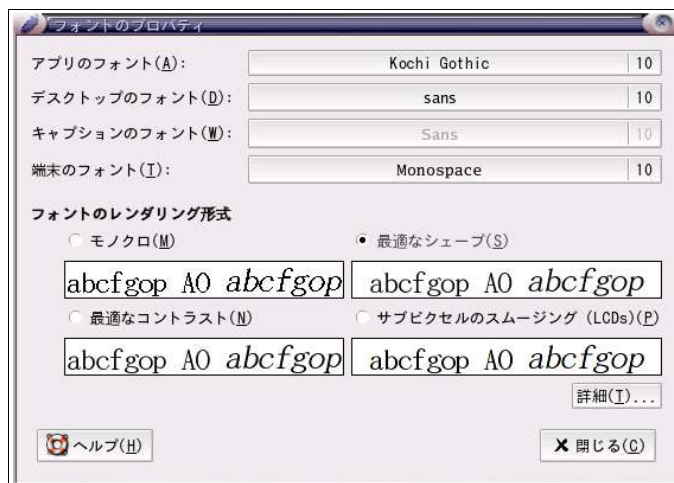 フォントのプロパティ
アプリのフォント(A): Kochi Gothic 10
デスクトップのフォント(D): sans 10
キャプションのフォント(W): Sans 10
端末のフォント(T): Monospace 10
フォントのレンダリング形式
モノクロ(M) 最適なシェープ(S)
abcfgop AO abcfgop abcfgop AO abcfgop
最適なコントラスト(N) サブピクセルのスムージング (LCDs)(P)
abcfgop AO abcfgop abcfgop AO abcfgop
詳細(T)...
ヘルプ(H) 閉じる(C)